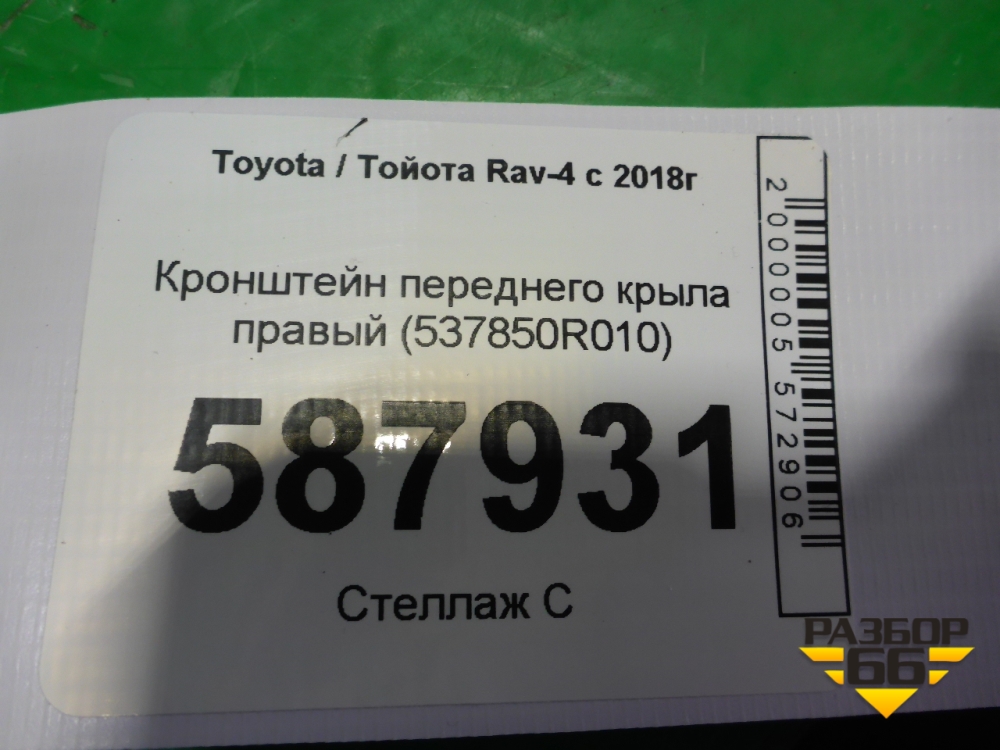 Toyota / Тойота Rav-4 с 2018г
Кронштейн переднего крыла
правый (537850R010)
587931
Стеллаж С
2000005572906
РАЗБОР
66